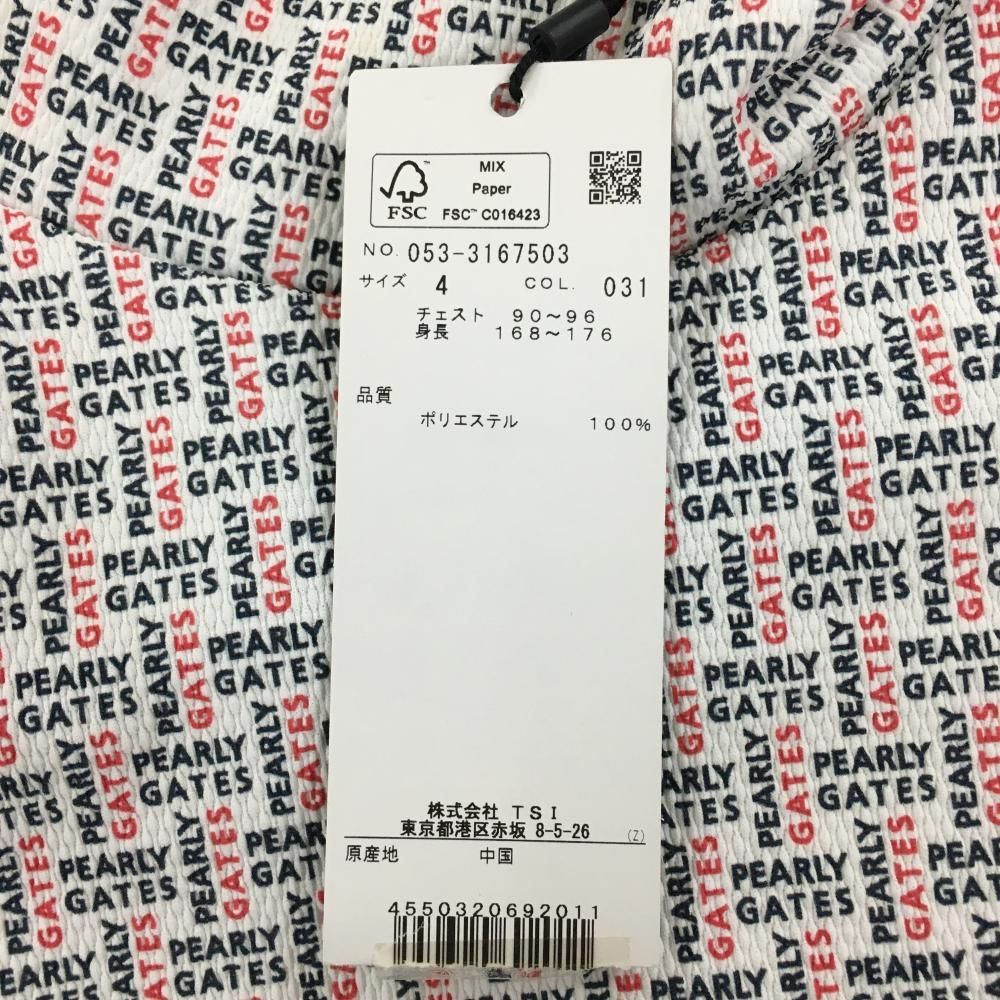 MIX
Paper
FSC™ C016423
FSC
NO. 053-3167503
サイズ 4 COL. 031
チェスト 90～96
身長 168～176
品質
ポリエステル 100%
株式会社 TSI
東京都港区赤坂 8-5-26 (Z)
原産地 中国
4550320692011
PEARLY
GATES